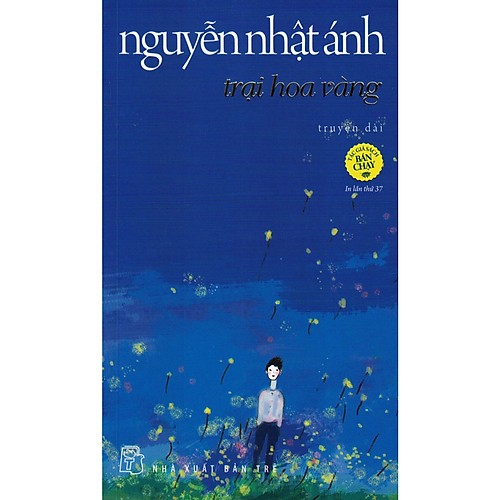 nguyễn nhật ánh
trại hoa vàng
truyện dài
TÁC GIẢ SÁCH
BÁN
CHẠY
In lần thứ 37
NHÀ XUẤT BẢN TRẺ